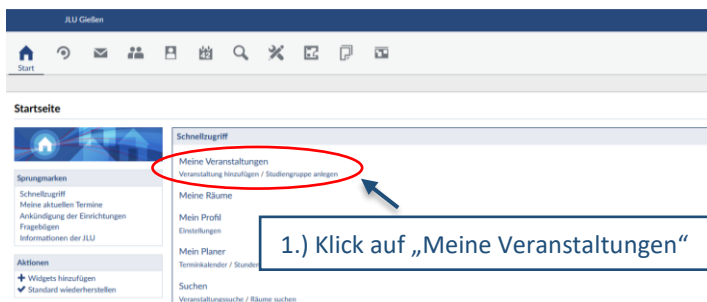 JLU Gießen
Start
Startseite
Schnellzugriff
Meine Veranstaltungen
Veranstaltung hinzufügen / Studiengruppe anlegen
Sprungmarken
Schnellzugriff
Meine aktuellen Termine
Ankündigung der Einrichtungen
Fragebögen
Informationen der JLU
Meine Räume
Mein Profil
Einstellungen
Mein Planer
Terminkalender / Stunden
1.) Klick auf „Meine Veranstaltungen“
Aktionen
Widgets hinzufügen
Standard wiederherstellen
Suchen
Veranstaltungssuche / Räume suchen